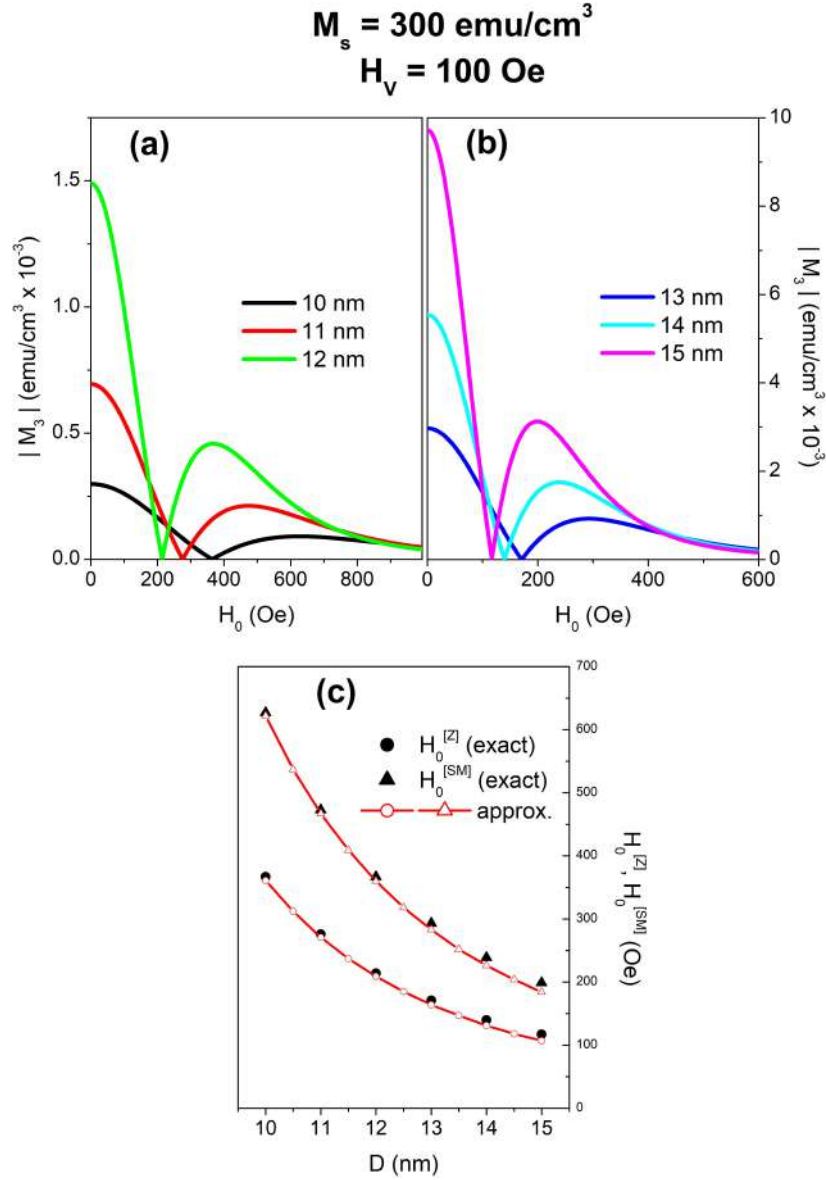 M_s = 300 emu/cm^3
H_V = 100 Oe
(a)
1.5
1.0
0.5
0.0
| M_3 | (emu/cm^3 x 10^-3)
10 nm
11 nm
12 nm
0 200 400 600 800
H_0 (Oe)
(b)
13 nm
14 nm
15 nm
10
8
6
4
2
0
| M_3 | (emu/cm^3 x 10^-3)
0 200 400 600
H_0 (Oe)
(c)
H_0^[Z] (exact)
H_0^[SM] (exact)
approx.
700
600
500
400
300
200
100
0
H_0^[Z], H_0^[SM] (Oe)
10 11 12 13 14 15
D (nm)